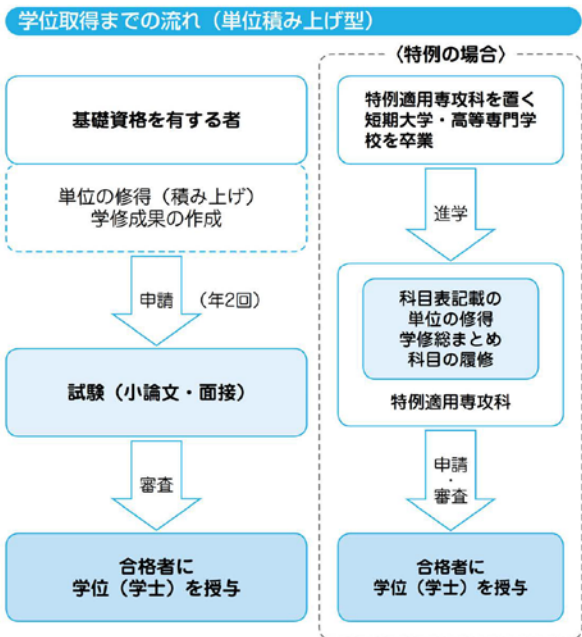 学位取得までの流れ（単位積み上げ型）
基礎資格を有する者
単位の修得（積み上げ）
学修成果の作成
申請　（年2回）
試験（小論文・面接）
審査
合格者に
学位（学士）を授与
〈特例の場合〉
特例適用専攻科を置く
短期大学・高等専門学
校を卒業
進学
科目表記載の
単位の修得
学修総まとめ
科目の履修
特例適用専攻科
申請
・
審査
合格者に
学位（学士）を授与